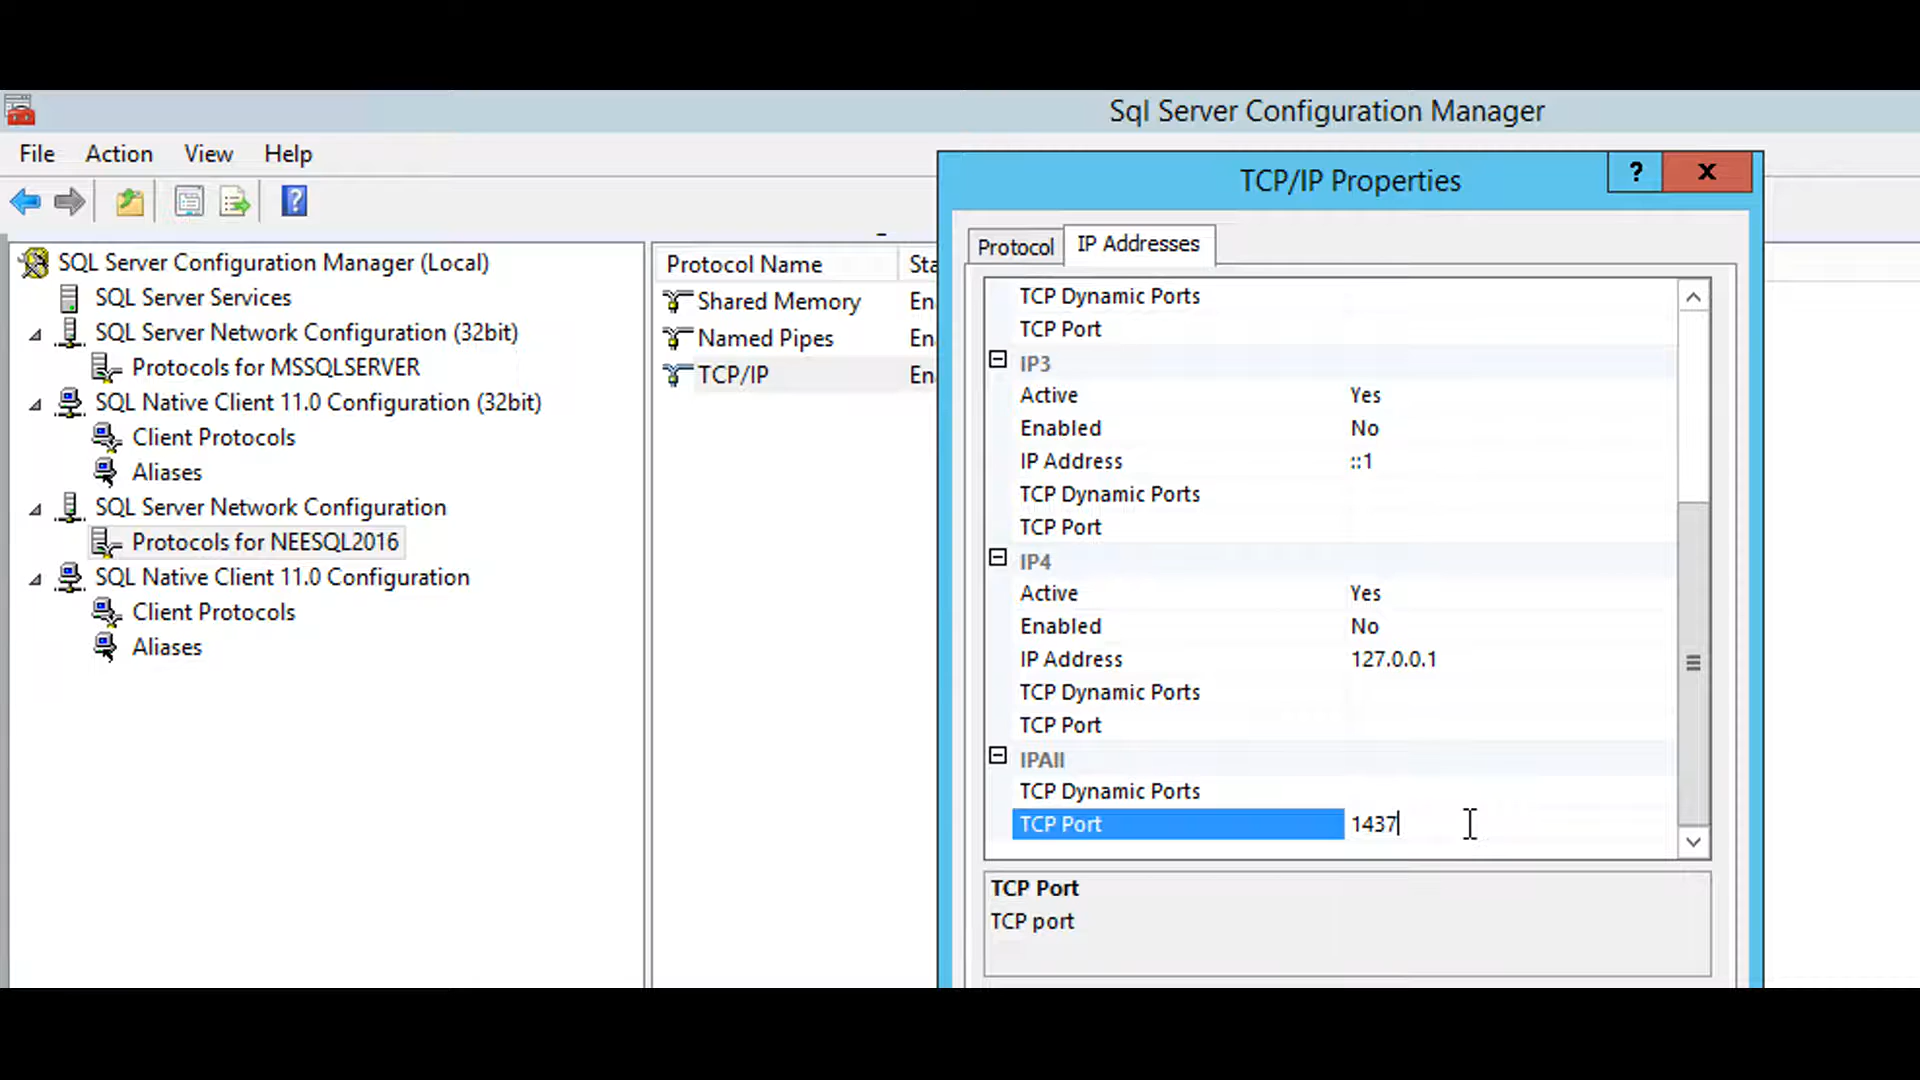 Sql Server Configuration Manager
File Action View Help
TCP/IP Properties
? X
Protocol IP Addresses
SQL Server Configuration Manager (Local)
SQL Server Services
SQL Server Network Configuration (32bit)
Protocols for MSSQLSERVER
SQL Native Client 11.0 Configuration (32bit)
Client Protocols
Aliases
SQL Server Network Configuration
Protocols for NEESQL2016
SQL Native Client 11.0 Configuration
Client Protocols
Aliases
Protocol Name Sta
Shared Memory En
Named Pipes En
TCP/IP En
TCP Dynamic Ports
TCP Port
IP3
Active Yes
Enabled No
IP Address ::1
TCP Dynamic Ports
TCP Port
IP4
Active Yes
Enabled No
IP Address 127.0.0.1
TCP Dynamic Ports
TCP Port
IPAll
TCP Dynamic Ports
TCP Port 1437
TCP Port
TCP port